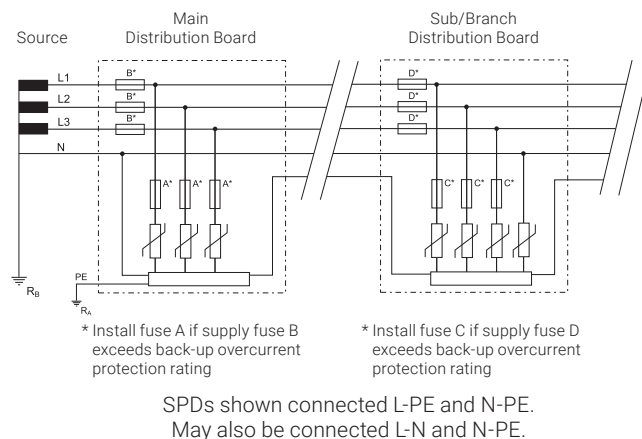 Source
Main
Distribution Board
Sub/Branch
Distribution Board
L1
B*
D*
L2
B*
D*
L3
B*
D*
N
A*
A*
A*
C*
C*
C*
PE
RB
RA
* Install fuse A if supply fuse B
exceeds back-up overcurrent
protection rating
* Install fuse C if supply fuse D
exceeds back-up overcurrent
protection rating
SPDs shown connected L-PE and N-PE.
May also be connected L-N and N-PE.